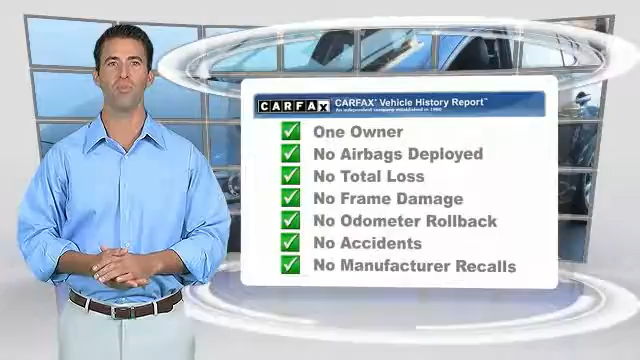 CARFAX CARFAX® Vehicle History Report™
An independent company established in 1986
One Owner
No Airbags Deployed
No Total Loss
No Frame Damage
No Odometer Rollback
No Accidents
No Manufacturer Recalls